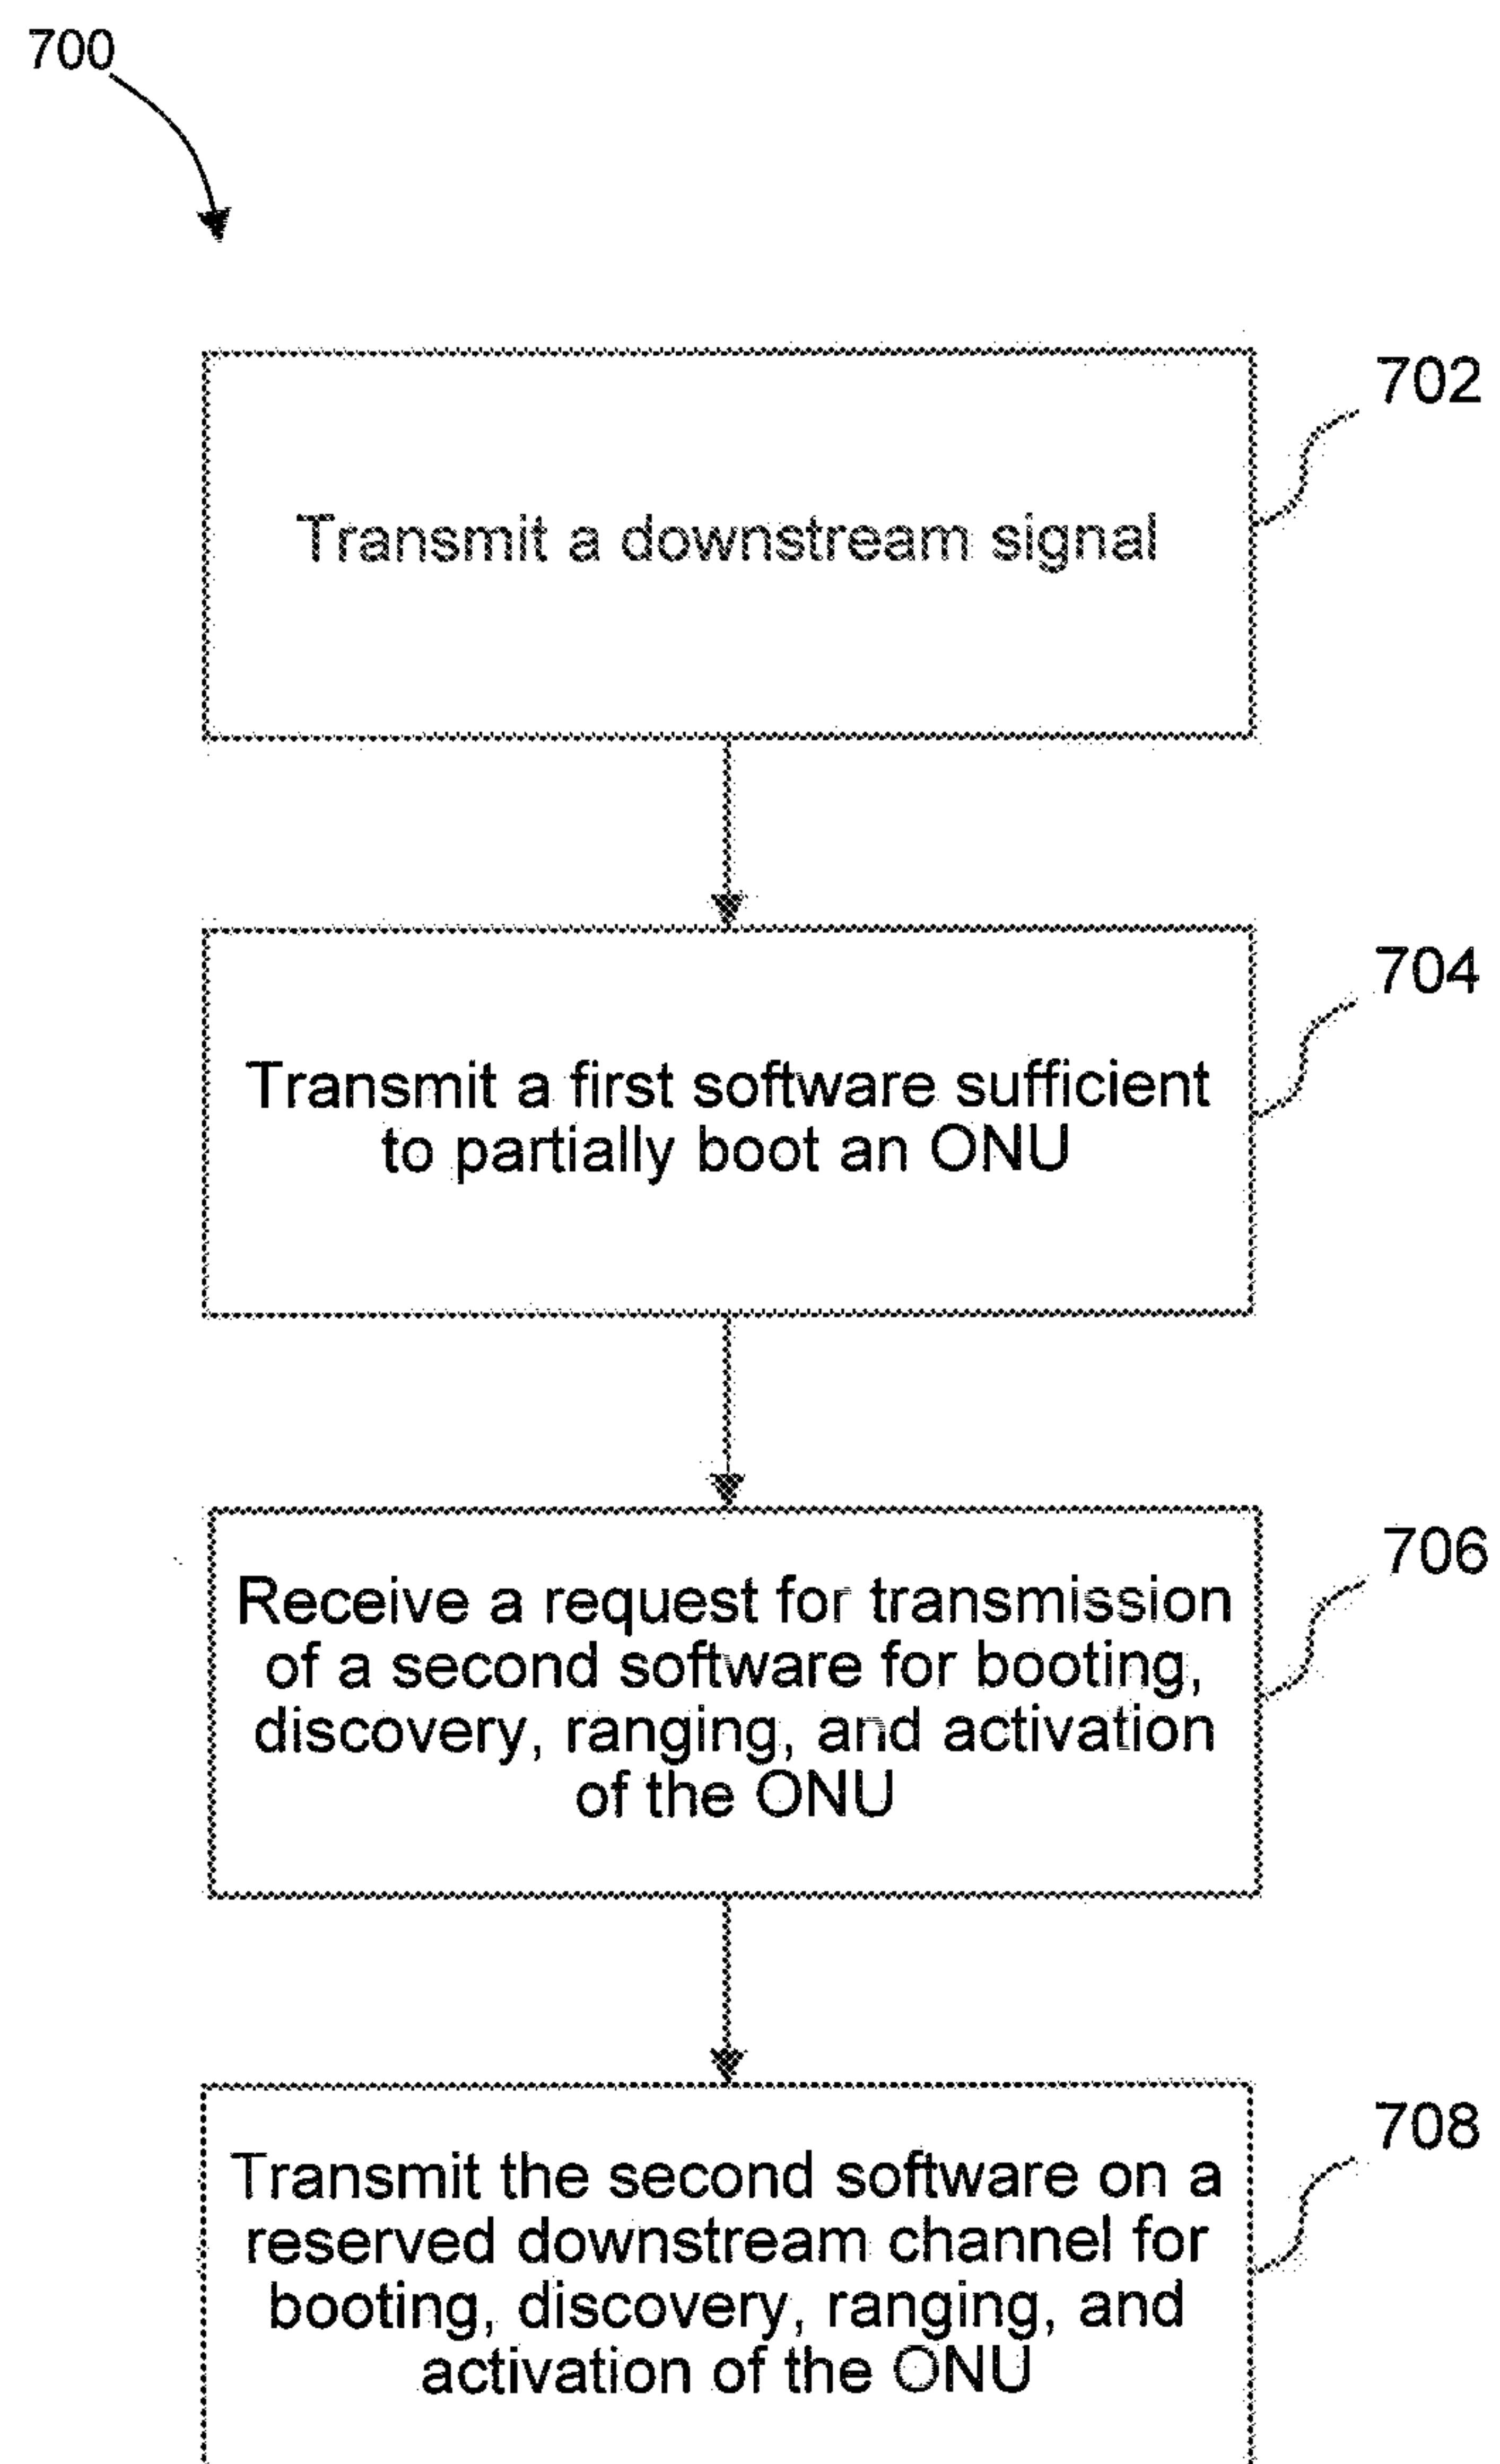 700
702
Transmit a downstream signal
704
Transmit a first software sufficient
to partially boot an ONU
706
Receive a request for transmission
of a second software for booting,
discovery, ranging, and activation
of the ONU
708
Transmit the second software on a
reserved downstream channel for
booting, discovery, ranging, and
activation of the ONU